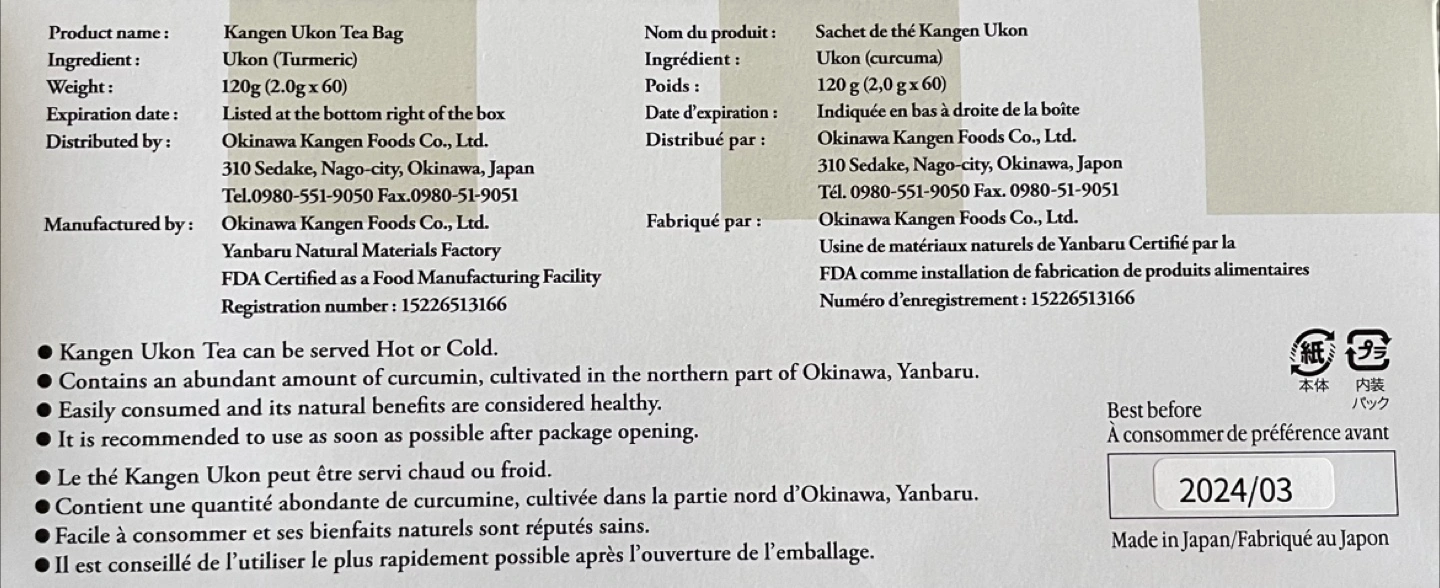 Product name : Kangen Ukon Tea Bag
Ingredient : Ukon (Turmeric)
Weight : 120g (2.0g x 60)
Expiration date : Listed at the bottom right of the box
Distributed by : Okinawa Kangen Foods Co., Ltd.
310 Sedake, Nago-city, Okinawa, Japan
Tel.0980-551-9050 Fax.0980-51-9051
Manufactured by : Okinawa Kangen Foods Co., Ltd.
Yanbaru Natural Materials Factory
FDA Certified as a Food Manufacturing Facility
Registration number : 15226513166
Nom du produit : Sachet de thé Kangen Ukon
Ingrédient : Ukon (curcuma)
Poids : 120 g (2,0 g x 60)
Date d'expiration : Indiquée en bas à droite de la boîte
Distribué par : Okinawa Kangen Foods Co., Ltd.
310 Sedake, Nago-city, Okinawa, Japon
Tél. 0980-551-9050 Fax. 0980-51-9051
Fabriqué par : Okinawa Kangen Foods Co., Ltd.
Usine de matériaux naturels de Yanbaru Certifié par la
FDA comme installation de fabrication de produits alimentaires
Numéro d'enregistrement : 15226513166
● Kangen Ukon Tea can be served Hot or Cold.
● Contains an abundant amount of curcumin, cultivated in the northern part of Okinawa, Yanbaru.
● Easily consumed and its natural benefits are considered healthy.
● It is recommended to use as soon as possible after package opening.
● Le thé Kangen Ukon peut être servi chaud ou froid.
● Contient une quantité abondante de curcumine, cultivée dans la partie nord d'Okinawa, Yanbaru.
● Facile à consommer et ses bienfaits naturels sont réputés sains.
● Il est conseillé de l'utiliser le plus rapidement possible après l'ouverture de l'emballage.
紙 プラ
本体 内装
パック
Best before
À consommer de préférence avant
2024/03
Made in Japan/Fabriqué au Japon